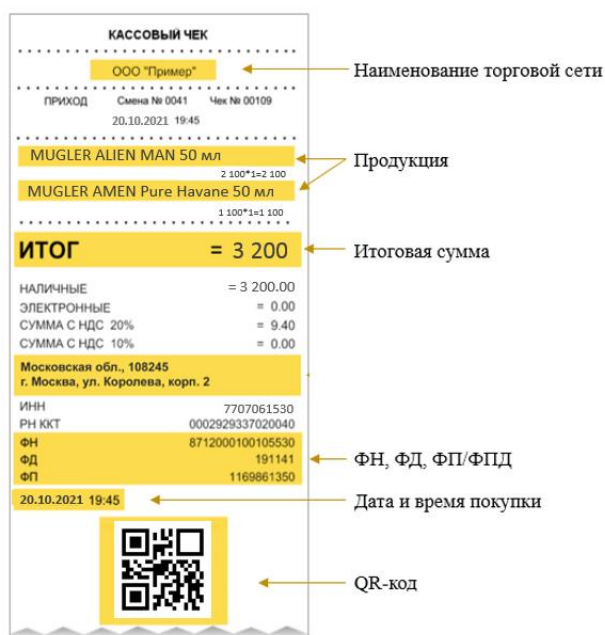 КАССОВЫЙ ЧЕК
ООО "Пример"
Наименование торговой сети
ПРИХОД Смена № 0041 Чек № 00109
20.10.2021 19:45
MUGLER ALIEN MAN 50 мл
2 100*1=2 100
Продукция
MUGLER AMEN Pure Havane 50 мл
1 100*1=1 100
ИТОГ = 3 200
Итоговая сумма
НАЛИЧНЫЕ = 3 200.00
ЭЛЕКТРОННЫЕ = 0.00
СУММА С НДС 20% = 9.40
СУММА С НДС 10% = 0.00
Московская обл., 108245
г. Москва, ул. Королева, корп. 2
ИНН 7707061530
РН ККТ 0002929337020040
ФН 8712000100105530
ФД 191141
ФН, ФД, ФП/ФПД
ФП 1169861350
20.10.2021 19:45
Дата и время покупки
QR-код